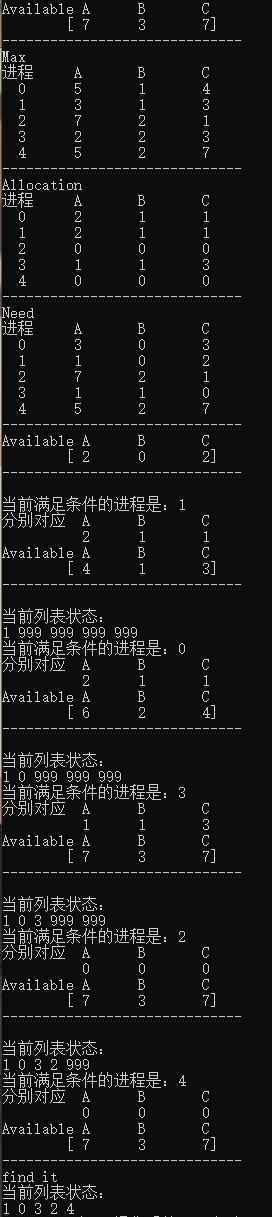 Available A B C
[ 7 3 7]
------------------------------
Max
进程 A B C
0 5 1 4
1 3 1 3
2 7 2 1
3 2 2 3
4 5 2 7
------------------------------
Allocation
进程 A B C
0 2 1 1
1 2 1 1
2 0 0 0
3 1 1 3
4 0 0 0
------------------------------
Need
进程 A B C
0 3 0 3
1 1 0 2
2 7 2 1
3 1 1 0
4 5 2 7
------------------------------
Available A B C
[ 2 0 2]
------------------------------
当前满足条件的进程是：1
分别对应 A B C
2 1 1
Available A B C
[ 4 1 3]
------------------------------
当前列表状态：
1 999 999 999 999
当前满足条件的进程是：0
分别对应 A B C
2 1 1
Available A B C
[ 6 2 4]
------------------------------
当前列表状态：
1 0 999 999 999
当前满足条件的进程是：3
分别对应 A B C
1 1 3
Available A B C
[ 7 3 7]
------------------------------
当前列表状态：
1 0 3 999 999
当前满足条件的进程是：2
分别对应 A B C
0 0 0
Available A B C
[ 7 3 7]
------------------------------
当前列表状态：
1 0 3 2 999
当前满足条件的进程是：4
分别对应 A B C
0 0 0
Available A B C
[ 7 3 7]
------------------------------
find it
当前列表状态：
1 0 3 2 4